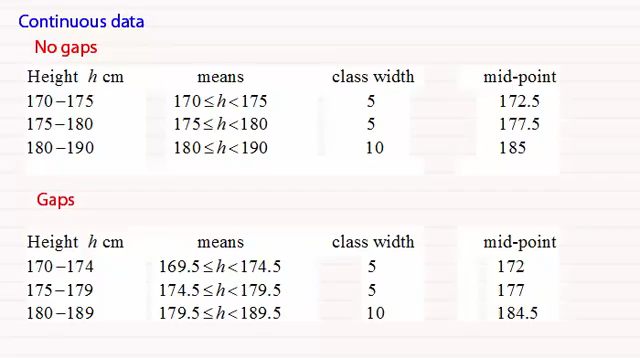 Continuous data
No gaps
Height h cm means class width mid-point
170–175 170≤h<175 5 172.5
175–180 175≤h<180 5 177.5
180–190 180≤h<190 10 185
Gaps
Height h cm means class width mid-point
170–174 169.5≤h<174.5 5 172
175–179 174.5≤h<179.5 5 177
180–189 179.5≤h<189.5 10 184.5